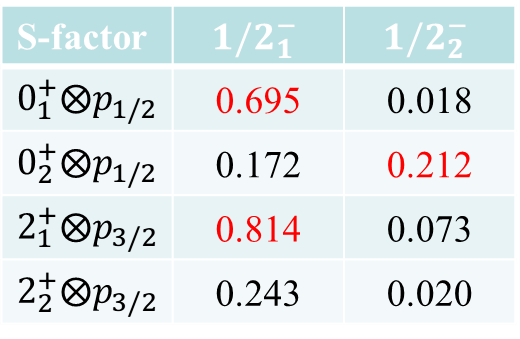 S-factor 1/2₁⁻ 1/2₂⁻
0₁⁺⊗p₁/₂ 0.695 0.018
0₂⁺⊗p₁/₂ 0.172 0.212
2₁⁺⊗p₃/₂ 0.814 0.073
2₂⁺⊗p₃/₂ 0.243 0.020